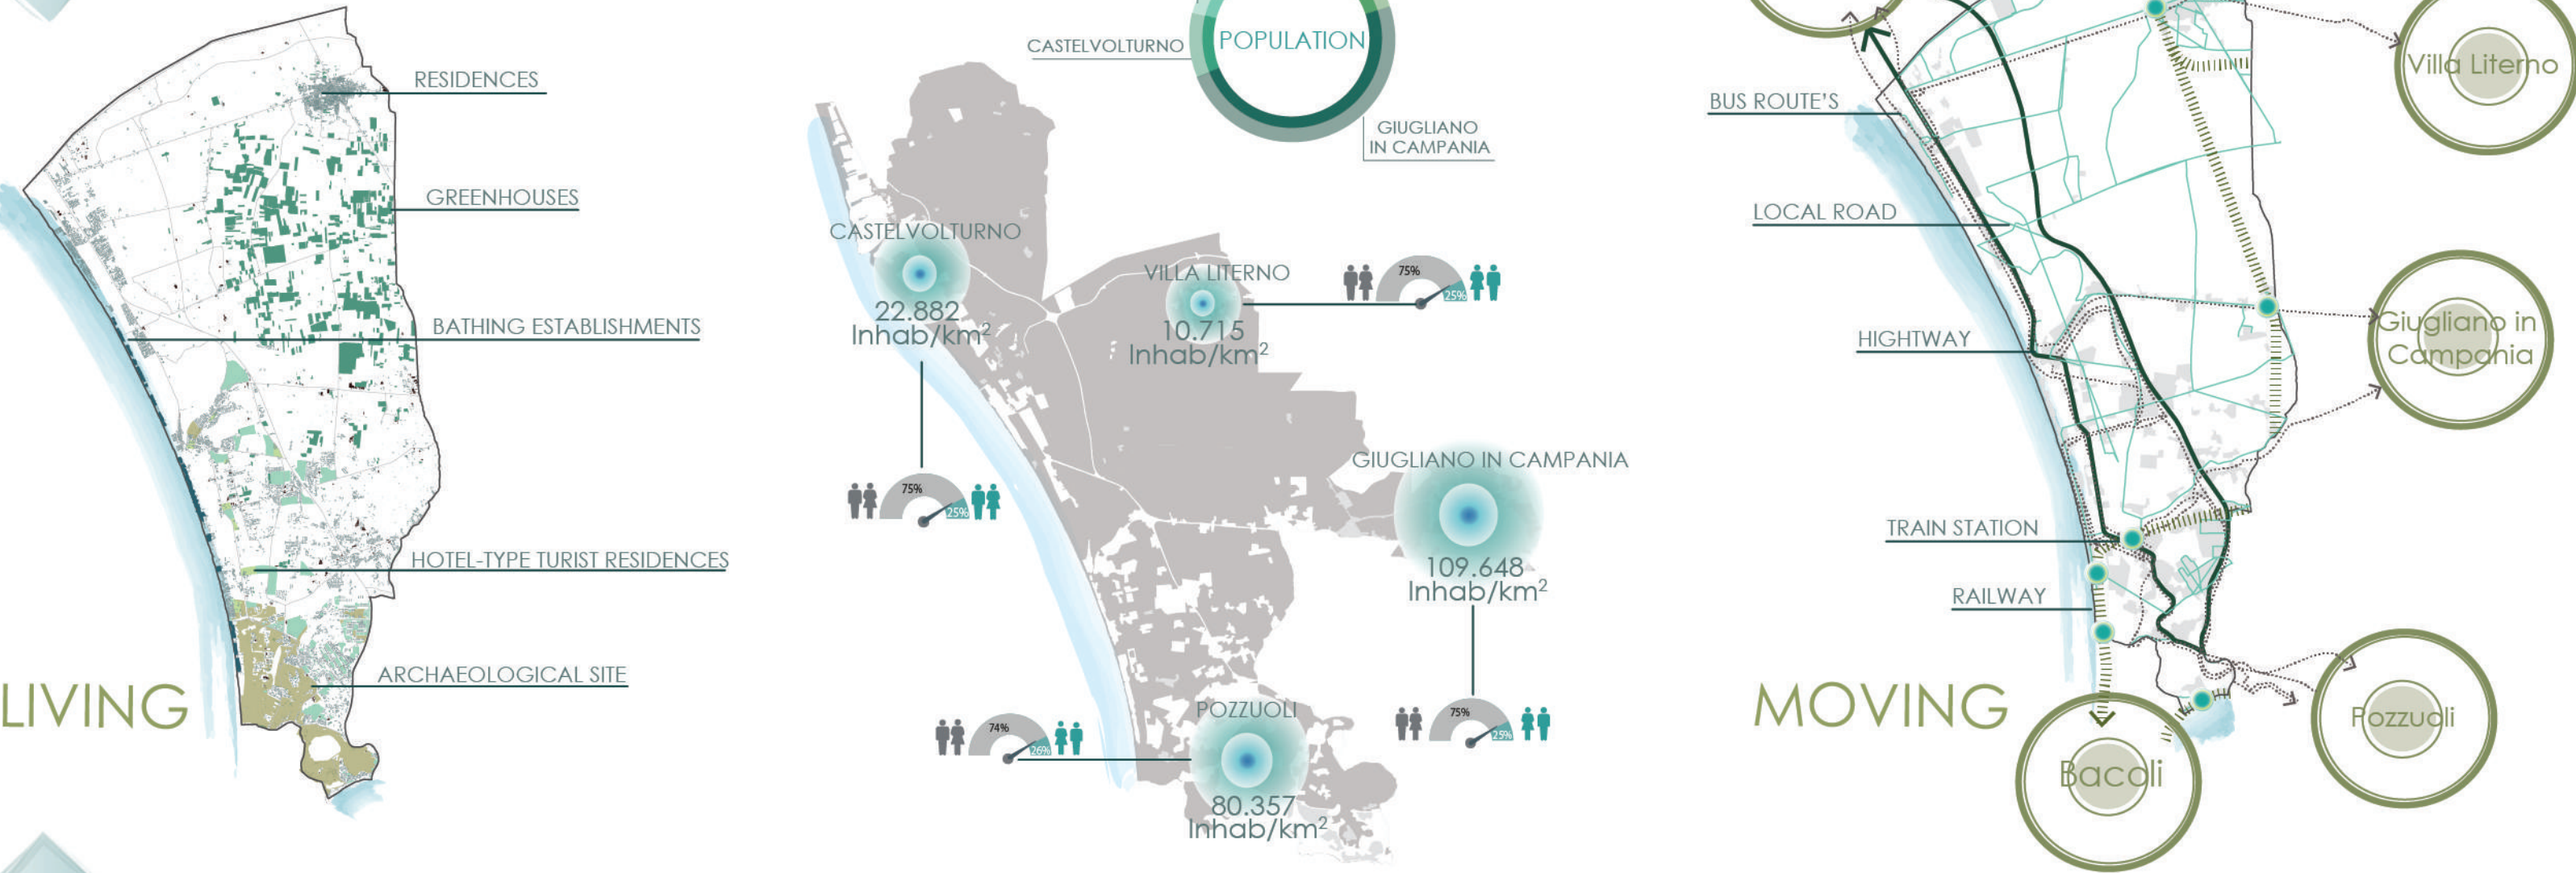 RESIDENCES
GREENHOUSES
BATHING ESTABLISHMENTS
HOTEL-TYPE TURIST RESIDENCES
ARCHAEOLOGICAL SITE
LIVING
CASTELVOLTURNO
POPULATION
GIUGLIANO
IN CAMPANIA
CASTELVOLTURNO
22.882
Inhab/km²
75%
25%
VILLA LITERNO
10.715
Inhab/km²
75%
25%
GIUGLIANO IN CAMPANIA
109.648
Inhab/km²
75%
25%
POZZUOLI
80.357
Inhab/km²
74%
26%
BUS ROUTE'S
LOCAL ROAD
HIGHTWAY
TRAIN STATION
RAILWAY
MOVING
Villa Literno
Giugliano in
Campania
Pozzuoli
Bacoli